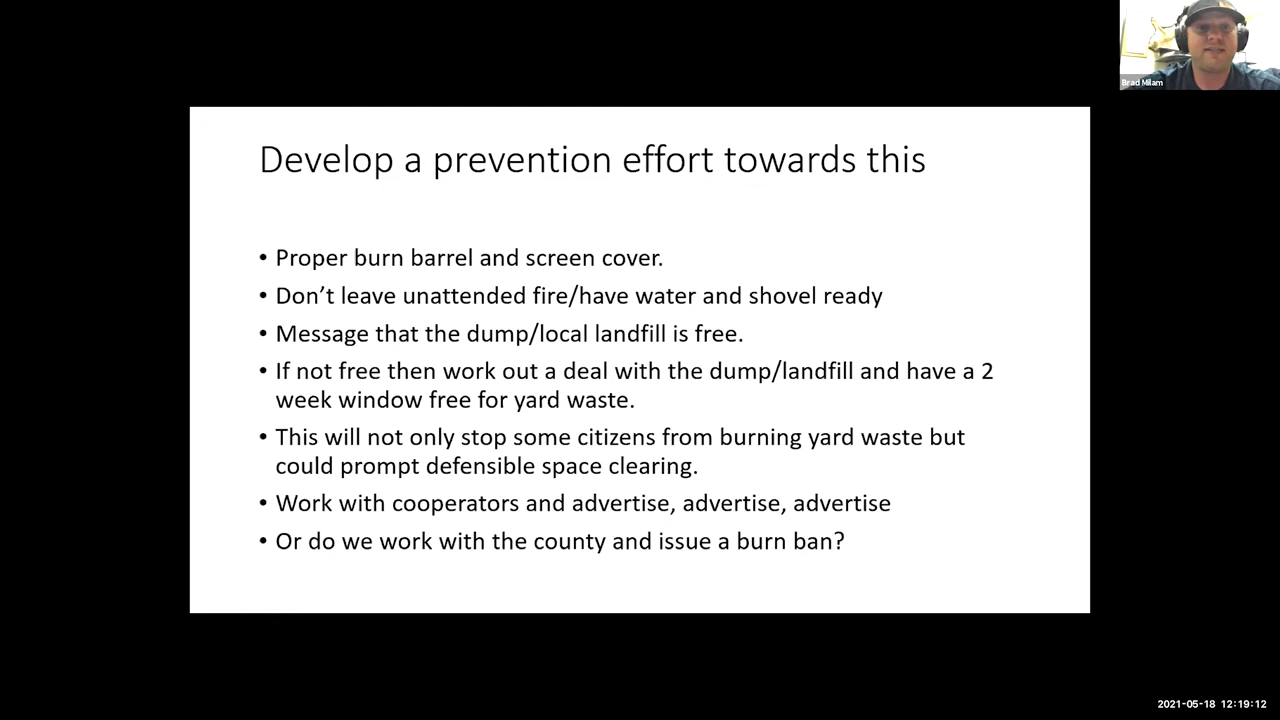 Brad Milam
Develop a prevention effort towards this
• Proper burn barrel and screen cover.
• Don’t leave unattended fire/have water and shovel ready
• Message that the dump/local landfill is free.
• If not free then work out a deal with the dump/landfill and have a 2
week window free for yard waste.
• This will not only stop some citizens from burning yard waste but
could prompt defensible space clearing.
• Work with cooperators and advertise, advertise, advertise
• Or do we work with the county and issue a burn ban?
2021-05-18 12:19:12